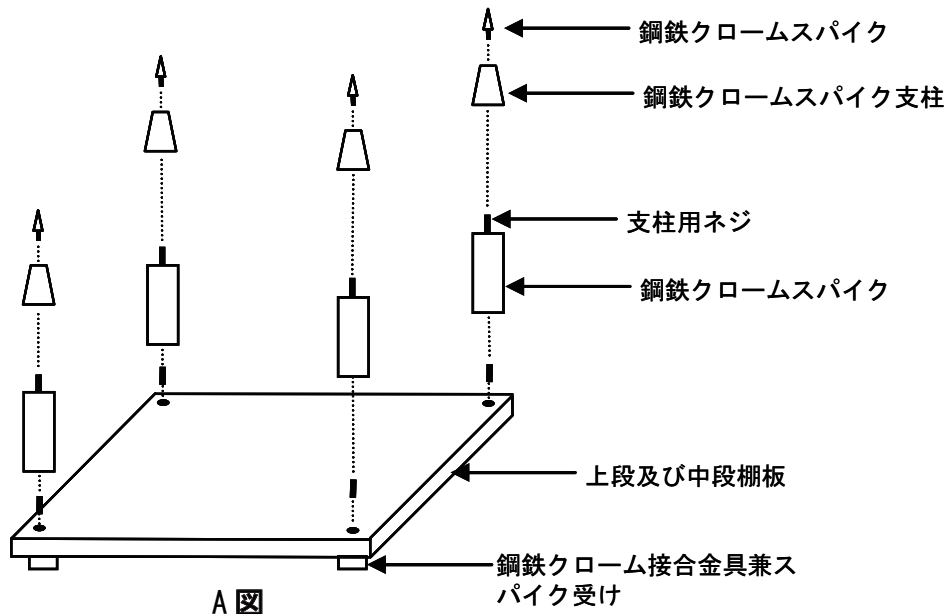 鋼鉄クロームスパイク
鋼鉄クロームスパイク支柱
支柱用ネジ
鋼鉄クロームスパイク
上段及び中段棚板
鋼鉄クローム接合金具兼ス
パイク受け
A 図